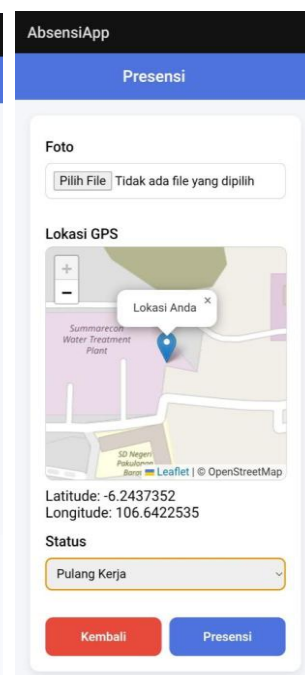 AbsensiApp
Presensi
Foto
Pilih File Tidak ada file yang dipilih
Lokasi GPS
+
−
Lokasi Anda ×
Summarecon
Water Treatment
Plant
SD Negeri
Pakulonan
Barat
Leaflet | © OpenStreetMap
Latitude: -6.2437352
Longitude: 106.6422535
Status
Pulang Kerja
Kembali Presensi